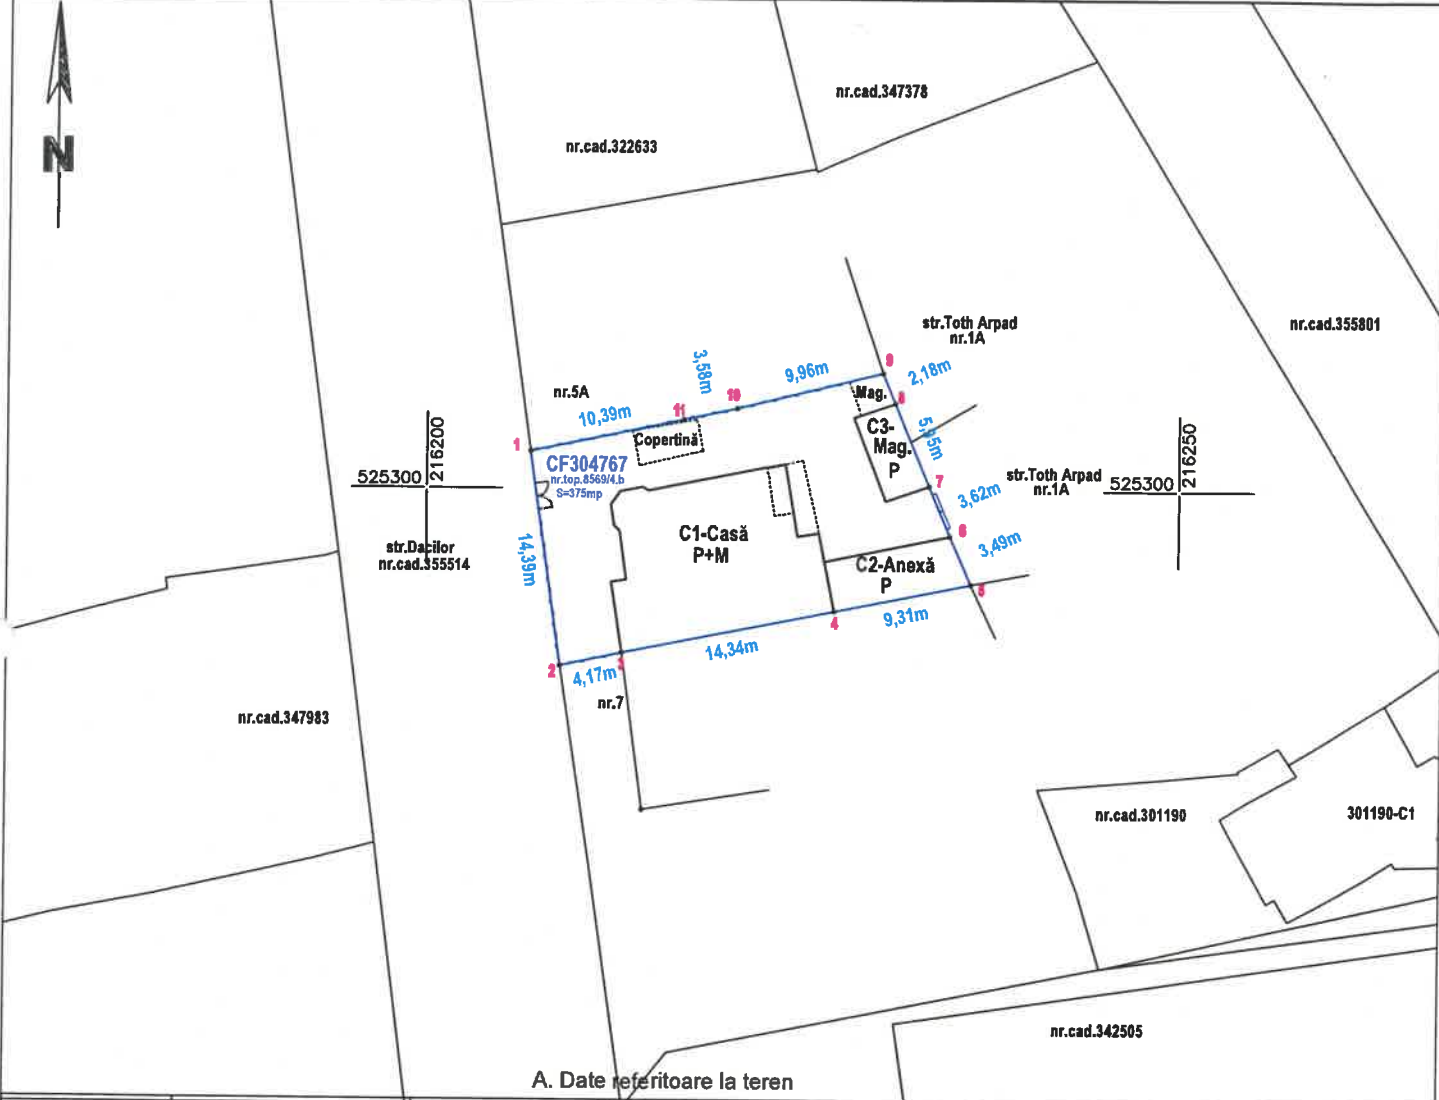 N
nr.cad.347378
nr.cad.322633
str.Toth Arpad
nr.1A
nr.cad.355801
9
3,58m
9,96m
2,18m
nr.5A
10,39m
11
10
Mag.
8
1
Copertină
C3-
Mag.
P
5,95m
525300
216200
CF304767
nr.top.8569/4.b
S=375mp
7
str.Toth Arpad
nr.1A
525300
216250
3,62m
C1-Casă
P+M
6
3,49m
str.Dacilor
nr.cad.355514
14,39m
C2-Anexă
P
5
4
9,31m
14,34m
2
3
4,17m
nr.7
nr.cad.347983
nr.cad.301190
301190-C1
nr.cad.342505
A. Date referitoare la teren